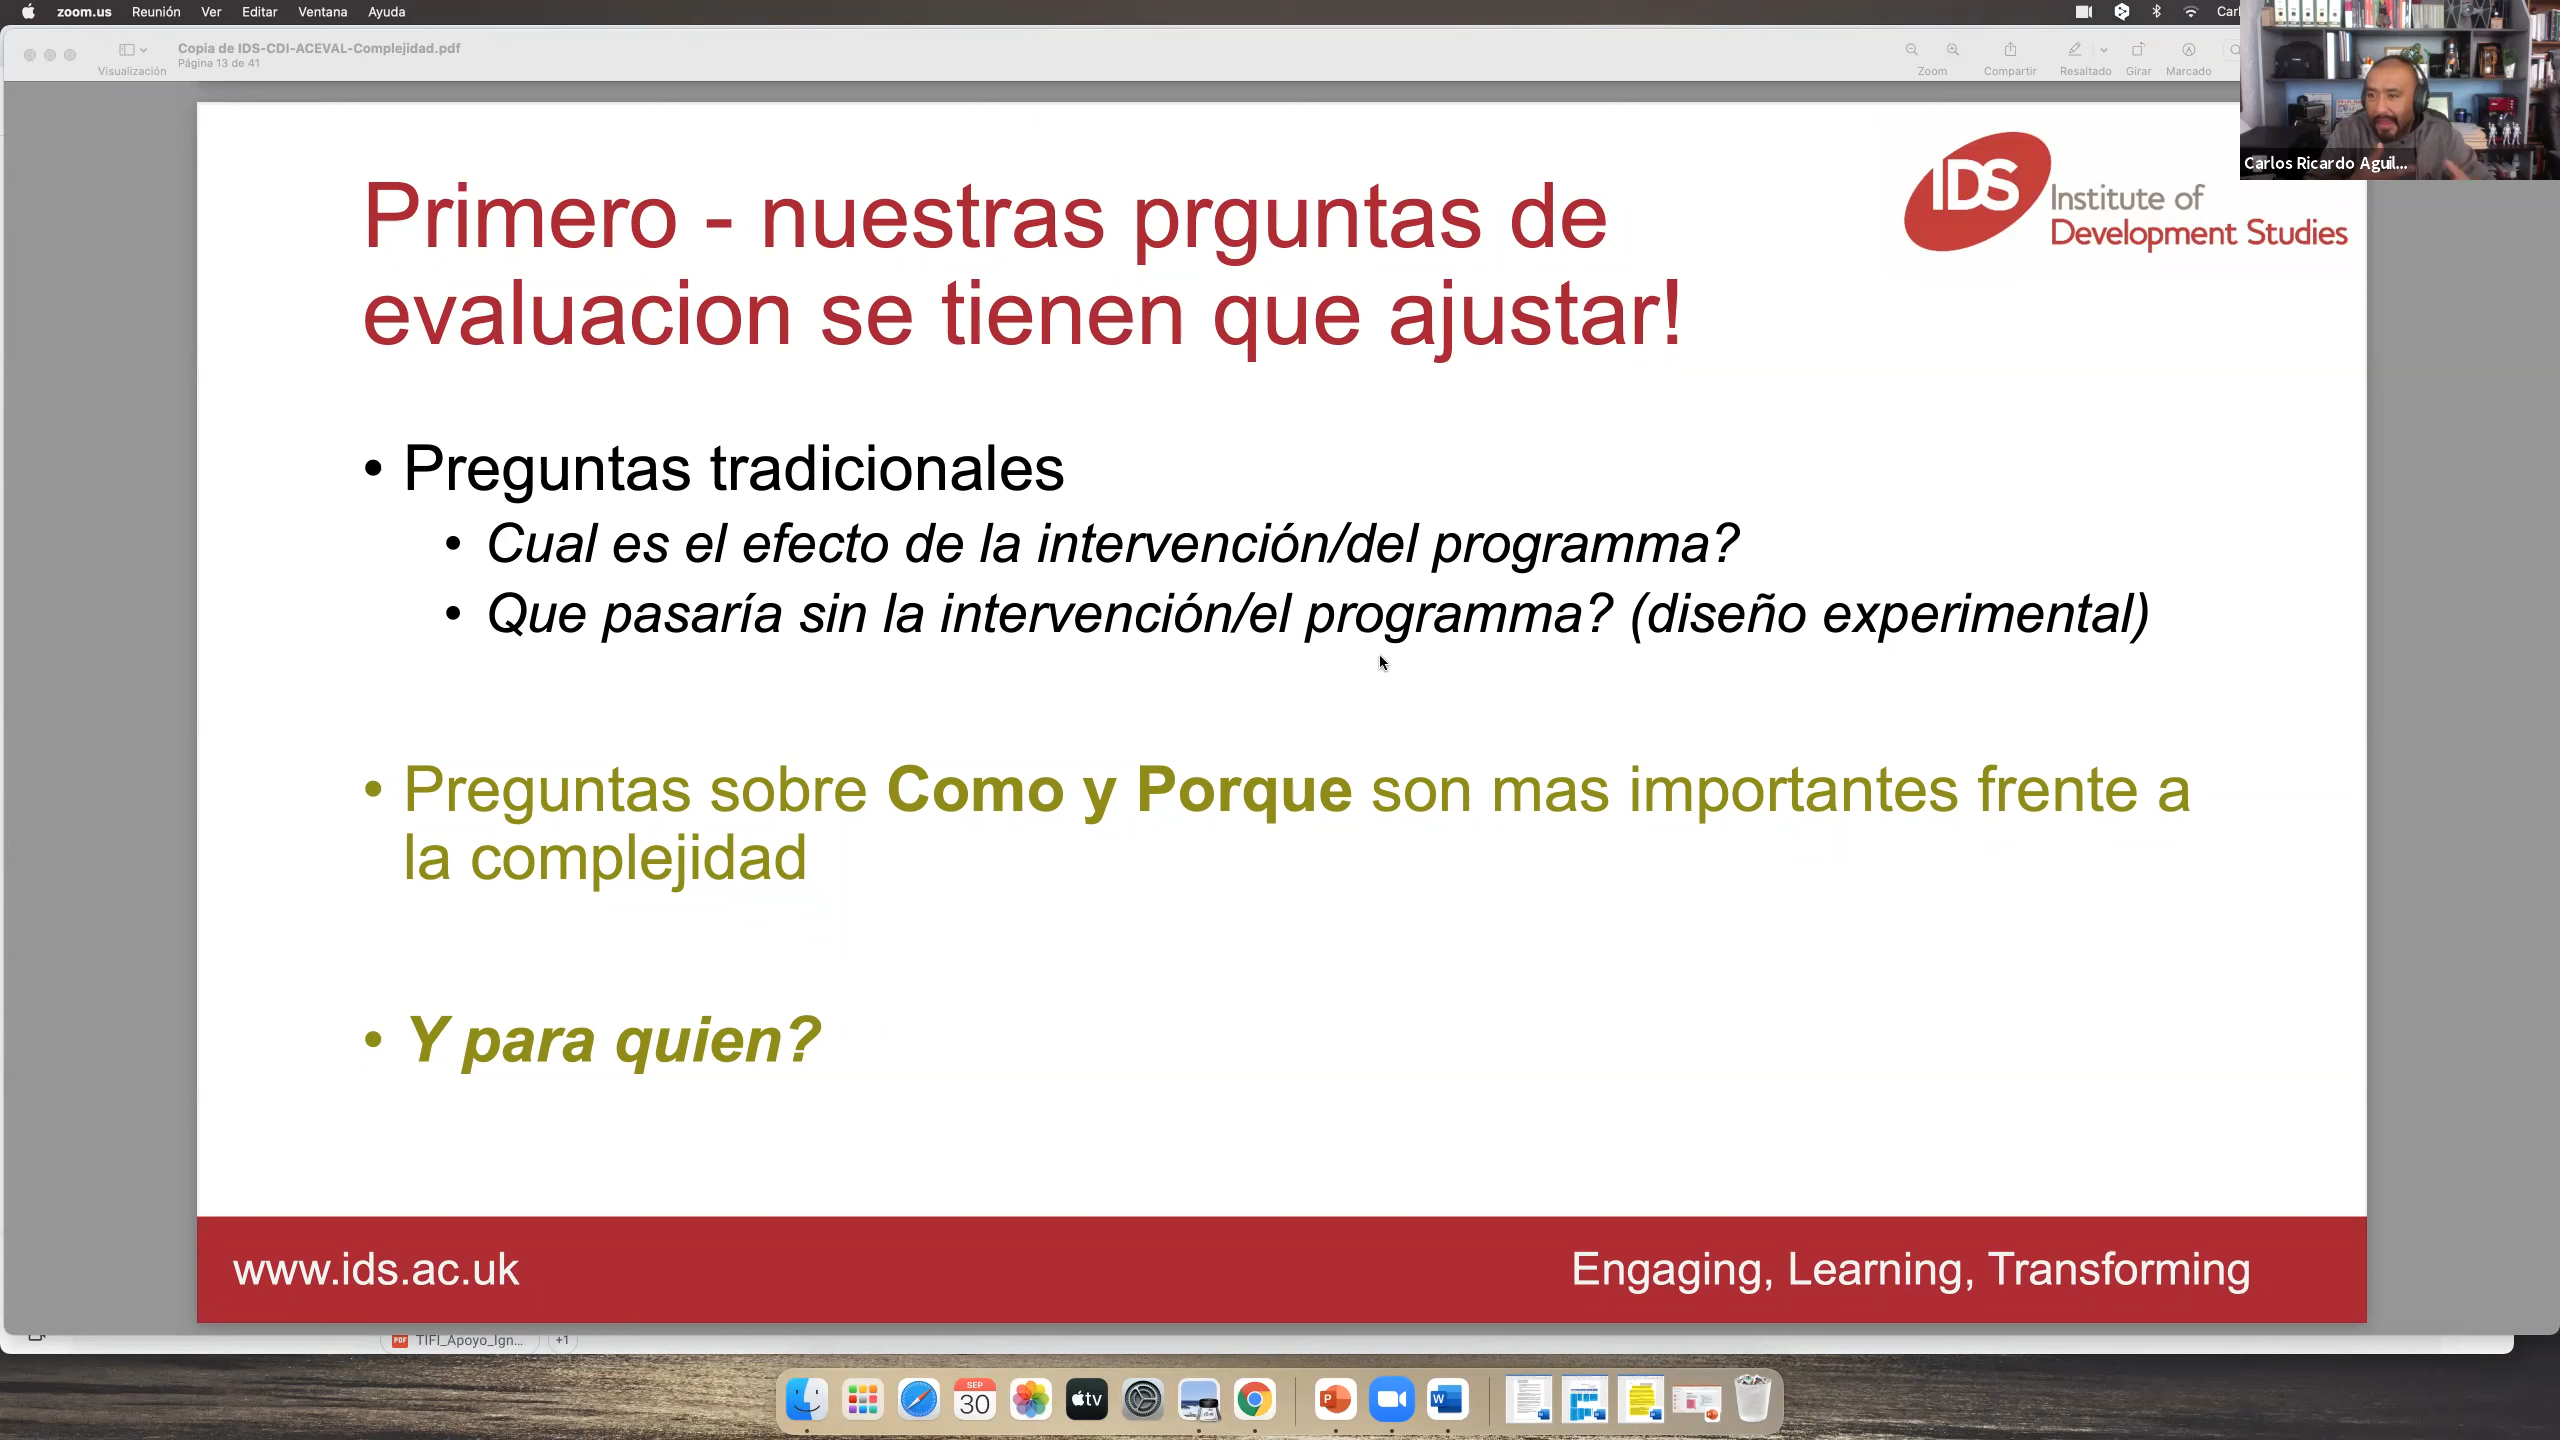 zoom.us Reunión Ver Editar Ventana Ayuda
Copia de IDS-CDI-ACEVAL-Complejidad.pdf
Página 13 de 41
Visualización
Zoom Compartir Resaltado Girar Marcado
Carlos Ricardo Aguil...
IDS Institute of
Development Studies
Primero - nuestras prguntas de
evaluacion se tienen que ajustar!
• Preguntas tradicionales
• Cual es el efecto de la intervención/del programma?
• Que pasaría sin la intervención/el programma? (diseño experimental)
• Preguntas sobre Como y Porque son mas importantes frente a
la complejidad
• Y para quien?
www.ids.ac.uk
Engaging, Learning, Transforming
PDF TIFI_Apoyo_Ign... +1
SEP
30
tv
P
W